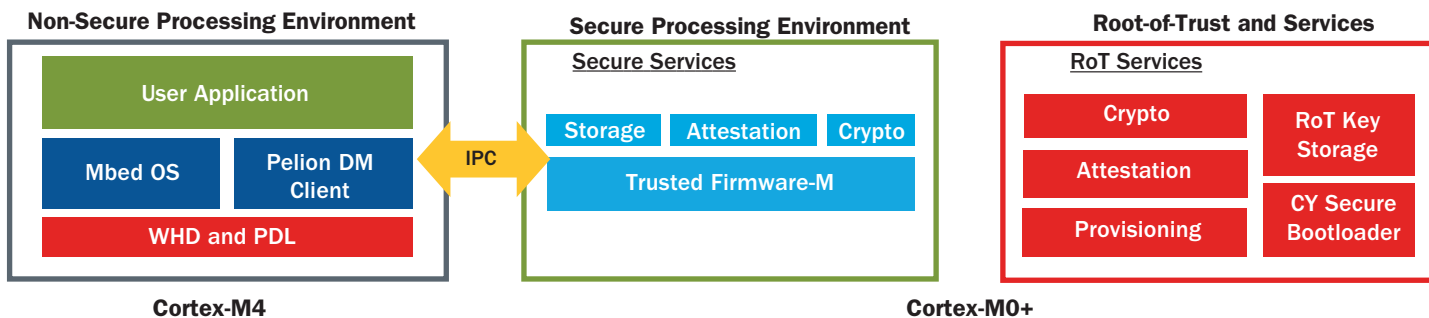 Non-Secure Processing Environment
User Application
Mbed OS
Pelion DM
Client
WHD and PDL
Cortex-M4
IPC
Secure Processing Environment
Secure Services
Storage
Attestation
Crypto
Trusted Firmware-M
Root-of-Trust and Services
RoT Services
Crypto
Attestation
Provisioning
RoT Key
Storage
CY Secure
Bootloader
Cortex-M0+